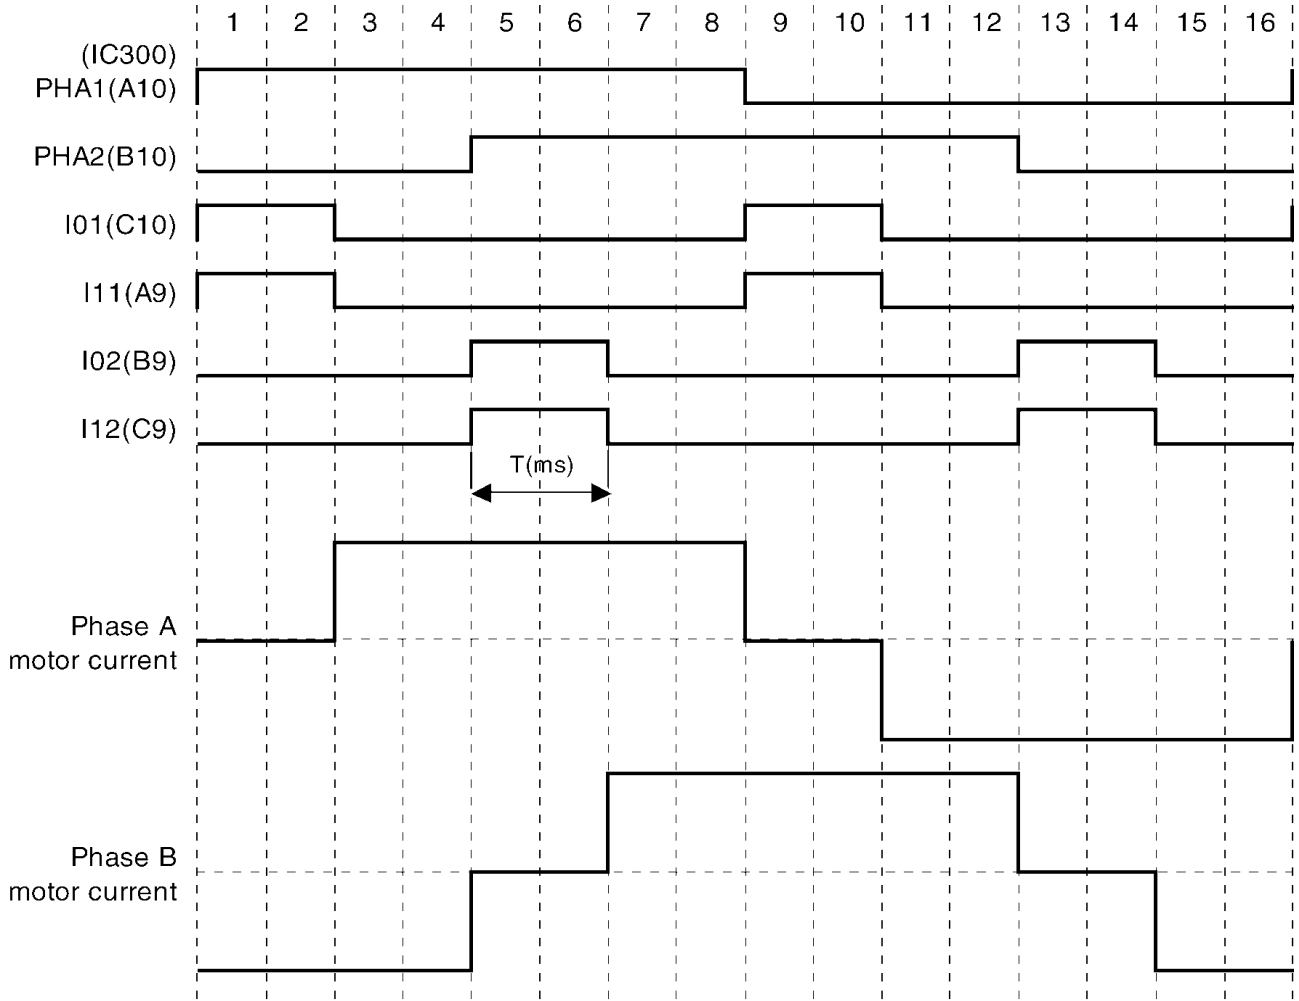 1 2 3 4 5 6 7 8 9 10 11 12 13 14 15 16
(IC300)
PHA1(A10)
PHA2(B10)
I01(C10)
I11(A9)
I02(B9)
I12(C9)
T(ms)
Phase A
motor current
Phase B
motor current